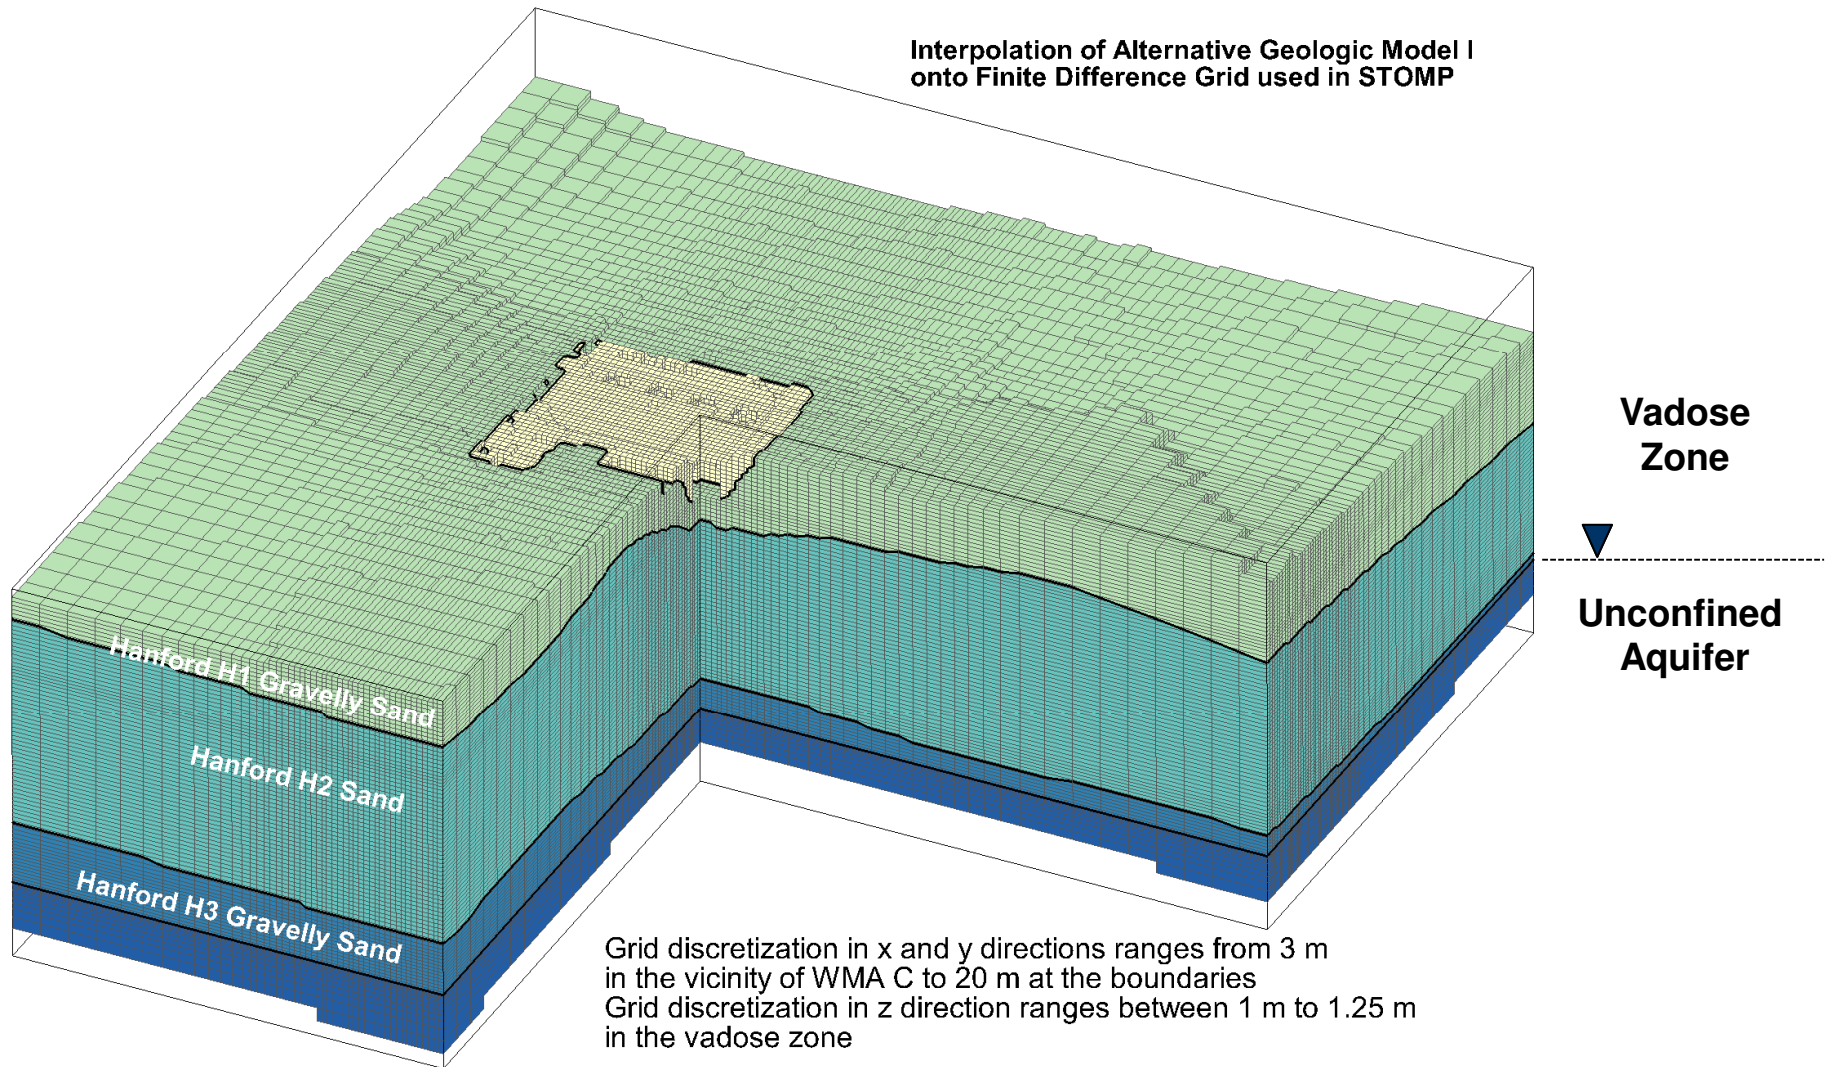 Interpolation of Alternative Geologic Model I
onto Finite Difference Grid used in STOMP
Vadose
Zone
Unconfined
Aquifer
Hanford H1 Gravelly Sand
Hanford H2 Sand
Hanford H3 Gravelly Sand
Grid discretization in x and y directions ranges from 3 m
in the vicinity of WMA C to 20 m at the boundaries
Grid discretization in z direction ranges between 1 m to 1.25 m
in the vadose zone